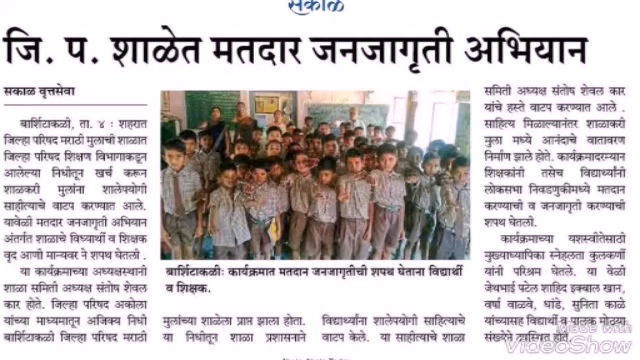 सकाळ
जि. प. शाळेत मतदार जनजागृती अभियान
सकाळ वृत्तसेवा
बार्शिटाकळी, ता. ४ : शहरात
जिल्हा परिषद मराठी मुलाची शाळात
जिल्हा परिषद शिक्षण विभागाकडून
आलेल्या निधीतून खर्च करून
शाळकरी मुलांना शालेपयोगी
साहीत्याचे वाटप करण्यात आले.
यावेळी मतदार जनजागृती अभियान
अंतर्गत शाळाचे विध्यार्थी व शिक्षक
वृद आणी मान्यवर ने शपथ घेतली .
या कार्यक्रमाच्या अध्यक्षस्थानी
शाळा समिती अध्यक्ष संतोष शेवल
कार होते. जिल्हा परिषद अकोला
यांच्या माध्यमातून अजिक्य निधी
बार्शिटाकळी जिल्हा परिषद मराठी
बार्शिटाकळी: कार्यक्रमात मतदान जनजागृतीची शपथ घेताना विद्यार्थी
व शिक्षक.
मुलांच्या शाळेला प्राप्त झाला होता.
या निधीतून शाळा प्रशासनाने
विद्यार्थ्यांना शालेपयोगी साहित्याचे
वाटप केले. या साहीत्याचे शाळा
समिती अध्यक्ष संतोष शेवल कार
यांचे हस्ते वाटप करण्यात आले .
साहित्य मिळाल्यानंतर शाळाकरी
मुला मध्ये आनंदाचे वातावरण
निर्माण झाले होते. कार्यक्रमादरम्यान
शिक्षकांनी तसेच विद्यार्थ्यांनी
लोकसभा निवडणुकीमध्ये मतदान
करण्याची व जनजागृती करण्याची
शपथ घेतली.
कार्यक्रमाच्या यशस्वीतेसाठी
मुख्याध्यापिका स्नेहलता कुलकर्णी
यांनी परिश्रम घेतले. या वेळी
जेथभाई पटेल शाहिद इक्बाल खान,
वर्षा वाळवे, धांडे, सुनिता काळे
यांच्यासह विद्यार्थी व पालक मोठ्या
संख्येने उपस्थित होते.
Made with
VideoShow